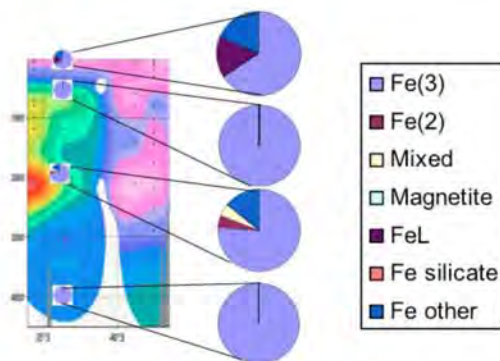 Fe(3)
Fe(2)
Mixed
Magnetite
FeL
Fe silicate
Fe other